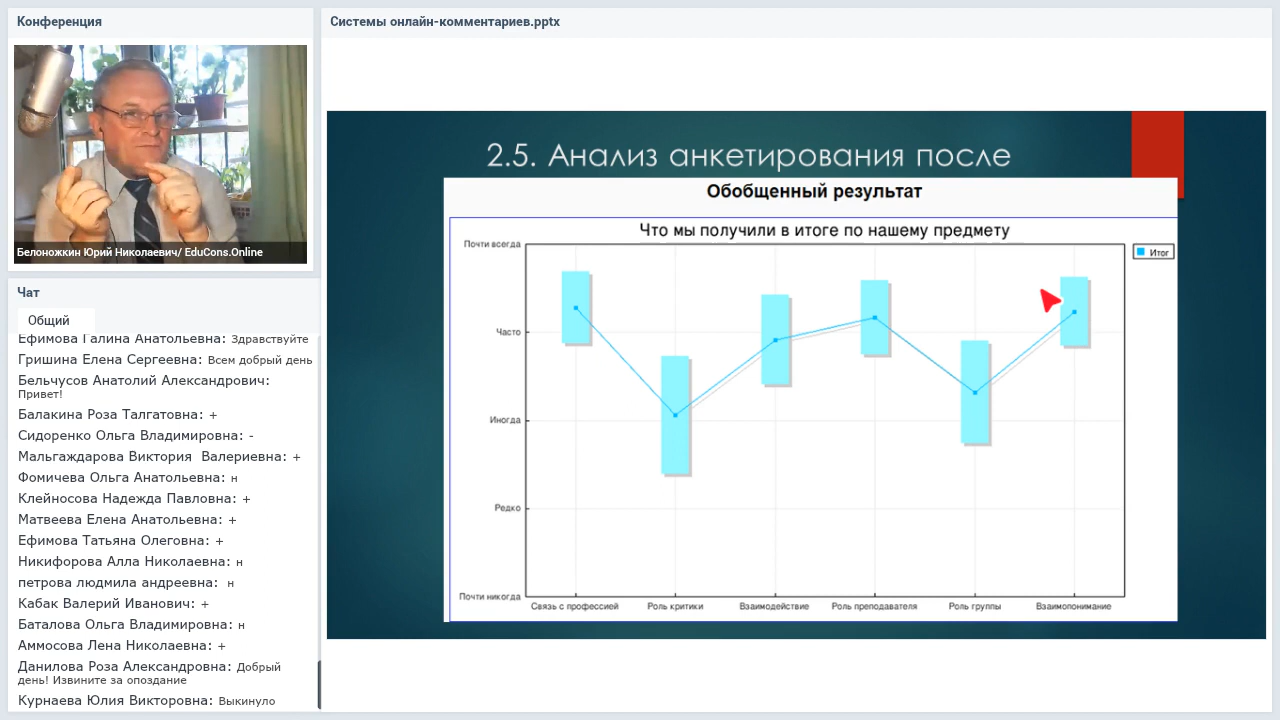 Конференция
Белоножкин Юрий Николаевич/ EduCons.Online
Чат
Общий
Ефимова Галина Анатольевна: Здравствуйте
Гришина Елена Сергеевна: Всем добрый день
Бельчусов Анатолий Александрович:
Привет!
Балакина Роза Талгатовна: +
Сидоренко Ольга Владимировна: -
Мальгаждарова Виктория  Валериевна: +
Фомичева Ольга Анатольевна: н
Клейносова Надежда Павловна: +
Матвеева Елена Анатольевна: +
Ефимова Татьяна Олеговна: +
Никифорова Алла Николаевна: н
петрова людмила андреевна:  н
Кабак Валерий Иванович: +
Баталова Ольга Владимировна: н
Аммосова Лена Николаевна: +
Данилова Роза Александровна: Добрый
день! Извините за опоздание
Курнаева Юлия Викторовна: Выкинуло
Системы онлайн-комментариев.pptx
2.5. Анализ анкетирования после
Обобщенный результат
Что мы получили в итоге по нашему предмету
Почти всегда
Часто
Иногда
Редко
Почти никогда
Итог
Связь с профессией
Роль критики
Взаимодействие
Роль преподавателя
Роль группы
Взаимопонимание